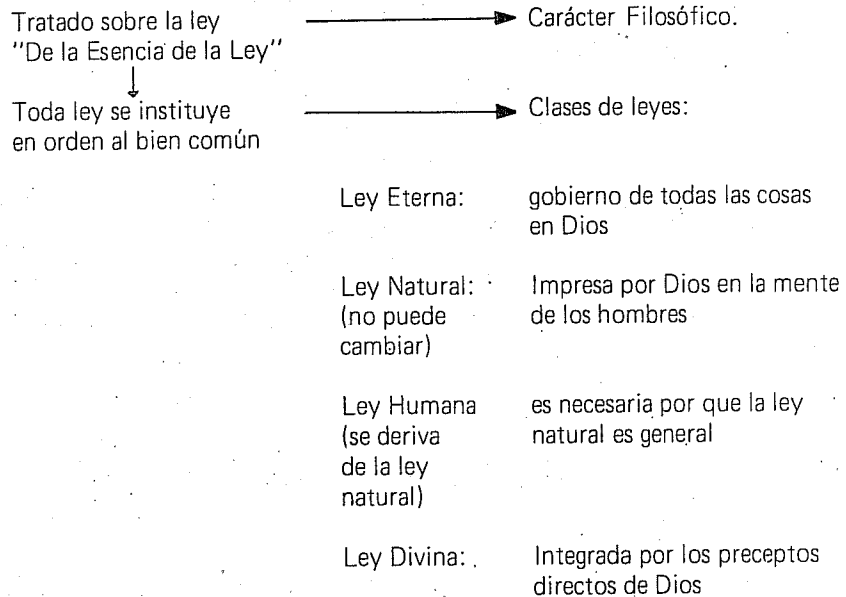 Tratado sobre la ley
"De la Esencia de la Ley"
Carácter Filosófico.
Toda ley se instituye
en orden al bien común
Clases de leyes:
Ley Eterna: gobierno de todas las cosas
en Dios
Ley Natural: Impresa por Dios en la mente
(no puede de los hombres
cambiar)
Ley Humana es necesaria por que la ley
(se deriva natural es general
de la ley
natural)
Ley Divina: Integrada por los preceptos
directos de Dios